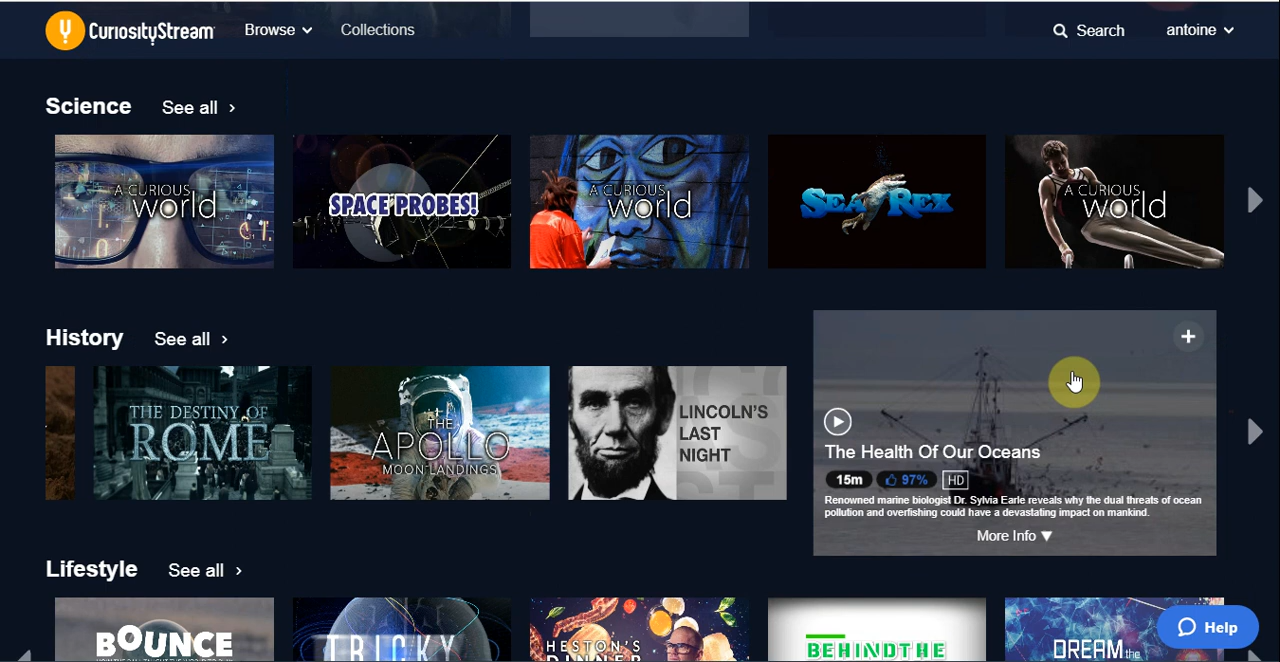 CURIOSITYSTREAM
Browse
Collections
Search
antoine
Science
See all
A CURIOUS
world
SPACE PROBES!
A CURIOUS
world
SEA REX
A CURIOUS
world
History
See all
THE DESTINY OF
ROME
THE
APOLLO
MOON LANDINGS
LINCOLN'S
LAST
NIGHT
The Health Of Our Oceans
15m
97%
HD
Renowned marine biologist Dr. Sylvia Earle reveals why the dual threats of ocean
pollution and overfishing could have a devastating impact on mankind.
More Info
Lifestyle
See all
BOUNCE
TRICKY
HESTON'S
DINNER
BEHINDTHE
DREAM the
Help